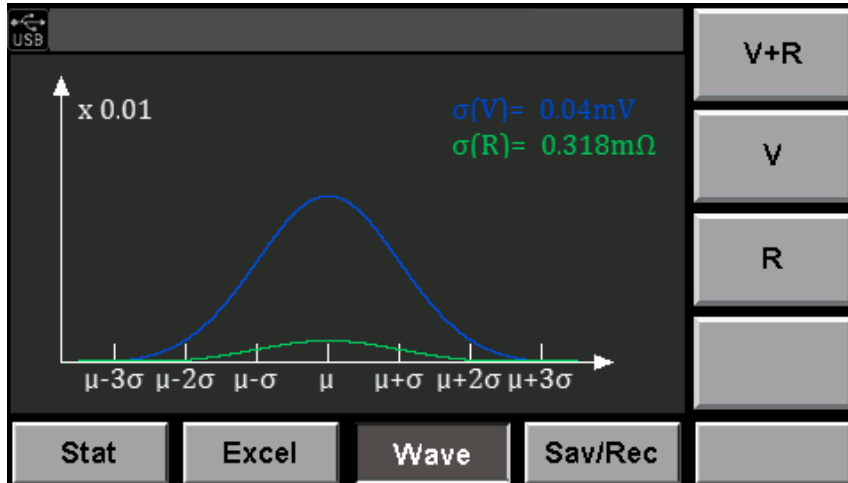 USB
V+R
x 0.01
σ(V)= 0.04mV
σ(R)= 0.318mΩ
V
R
μ-3σ μ-2σ μ-σ μ μ+σ μ+2σ μ+3σ
Stat Excel Wave Sav/Rec